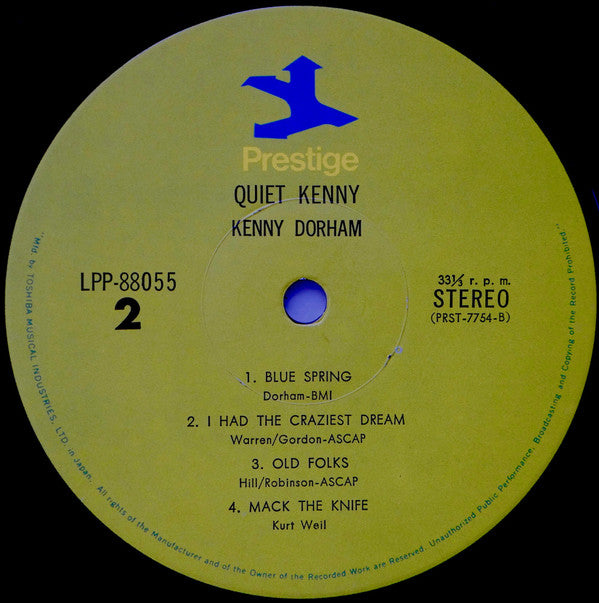 Prestige
QUIET KENNY
KENNY DORHAM
LPP-88055
2
33⅓ r. p. m.
STEREO
(PRST-7754-B)
1. BLUE SPRING
Dorham-BMI
2. I HAD THE CRAZIEST DREAM
Warren/Gordon-ASCAP
3. OLD FOLKS
Hill/Robinson-ASCAP
4. MACK THE KNIFE
Kurt Weil
"Mfd. by TOSHIBA MUSICAL INDUSTRIES, LTD. in Japan. All rights of the Manufacturer and of the Owner of the Recorded Work are Reserved. Unauthorized Public Performance, Broadcasting and Copying of the Record Prohibited."